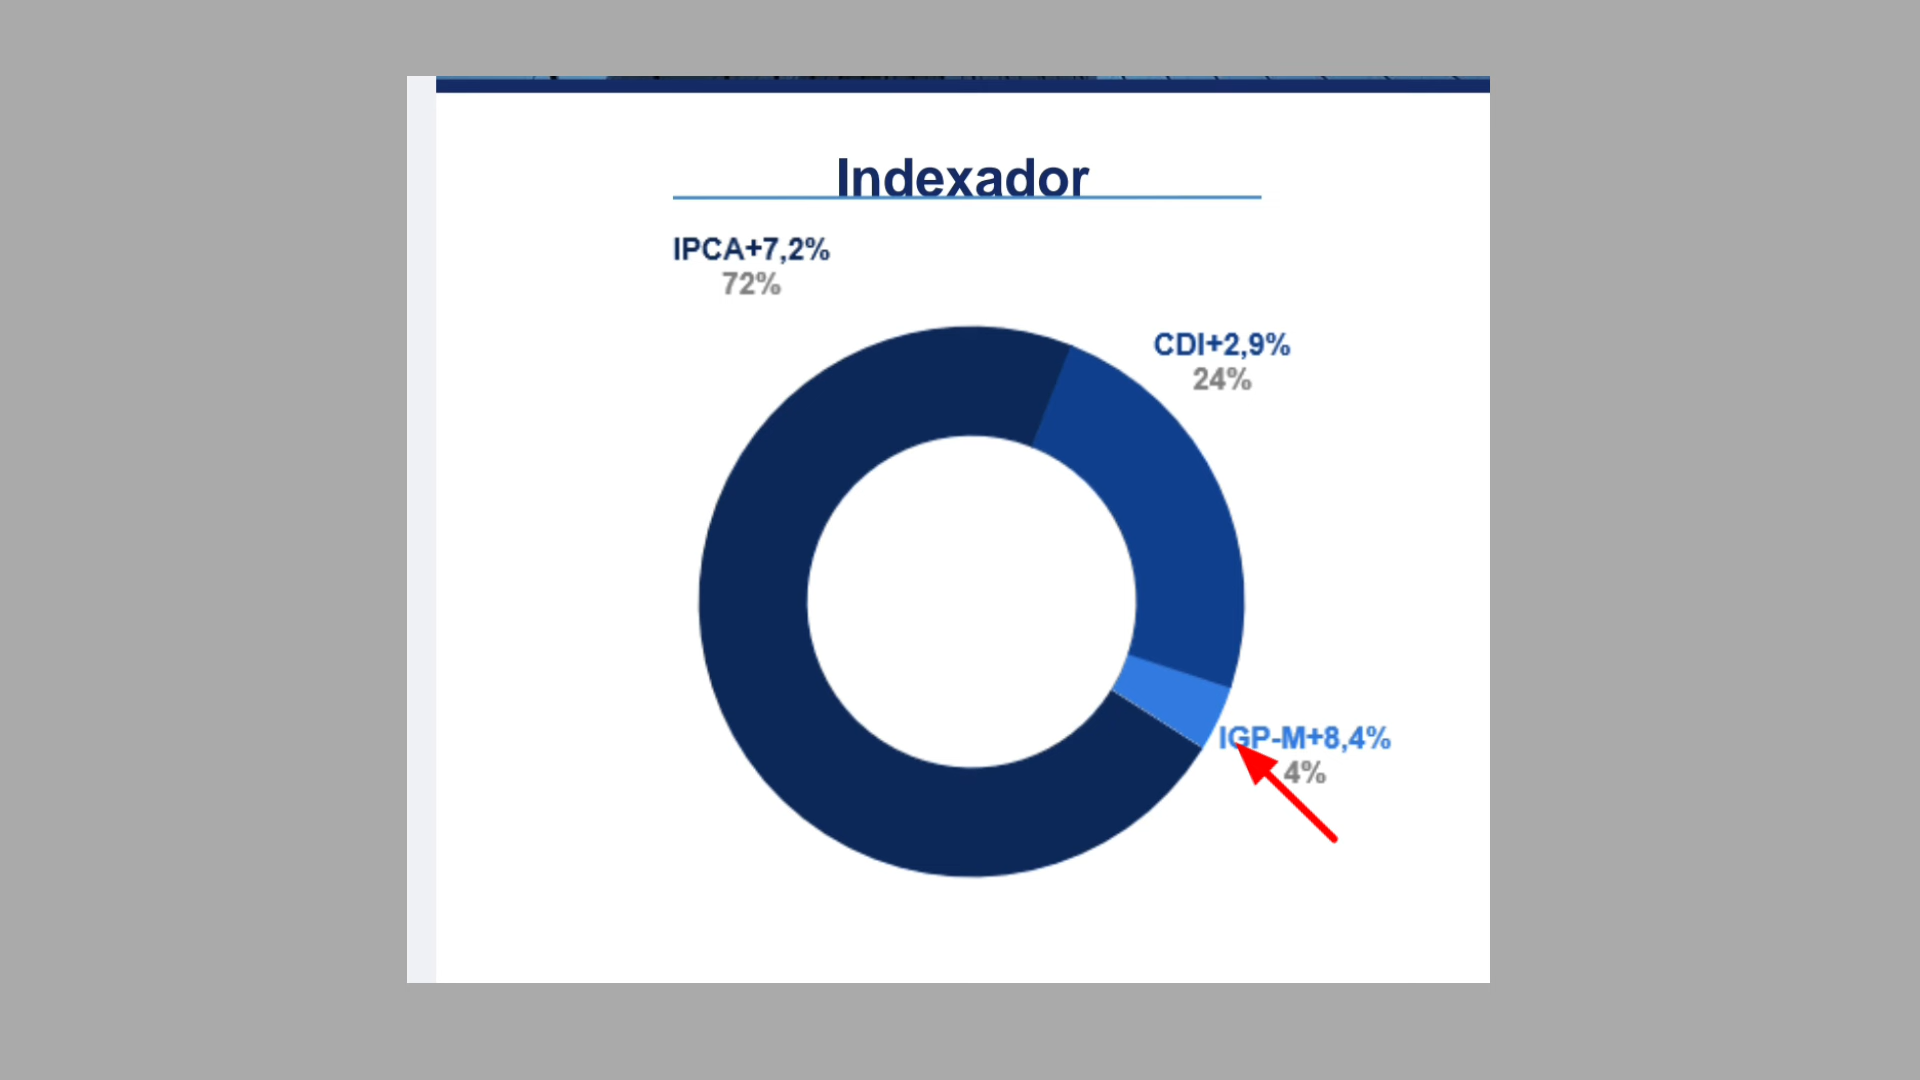 Indexador
IPCA+7,2%
72%
CDI+2,9%
24%
IGP-M+8,4%
4%